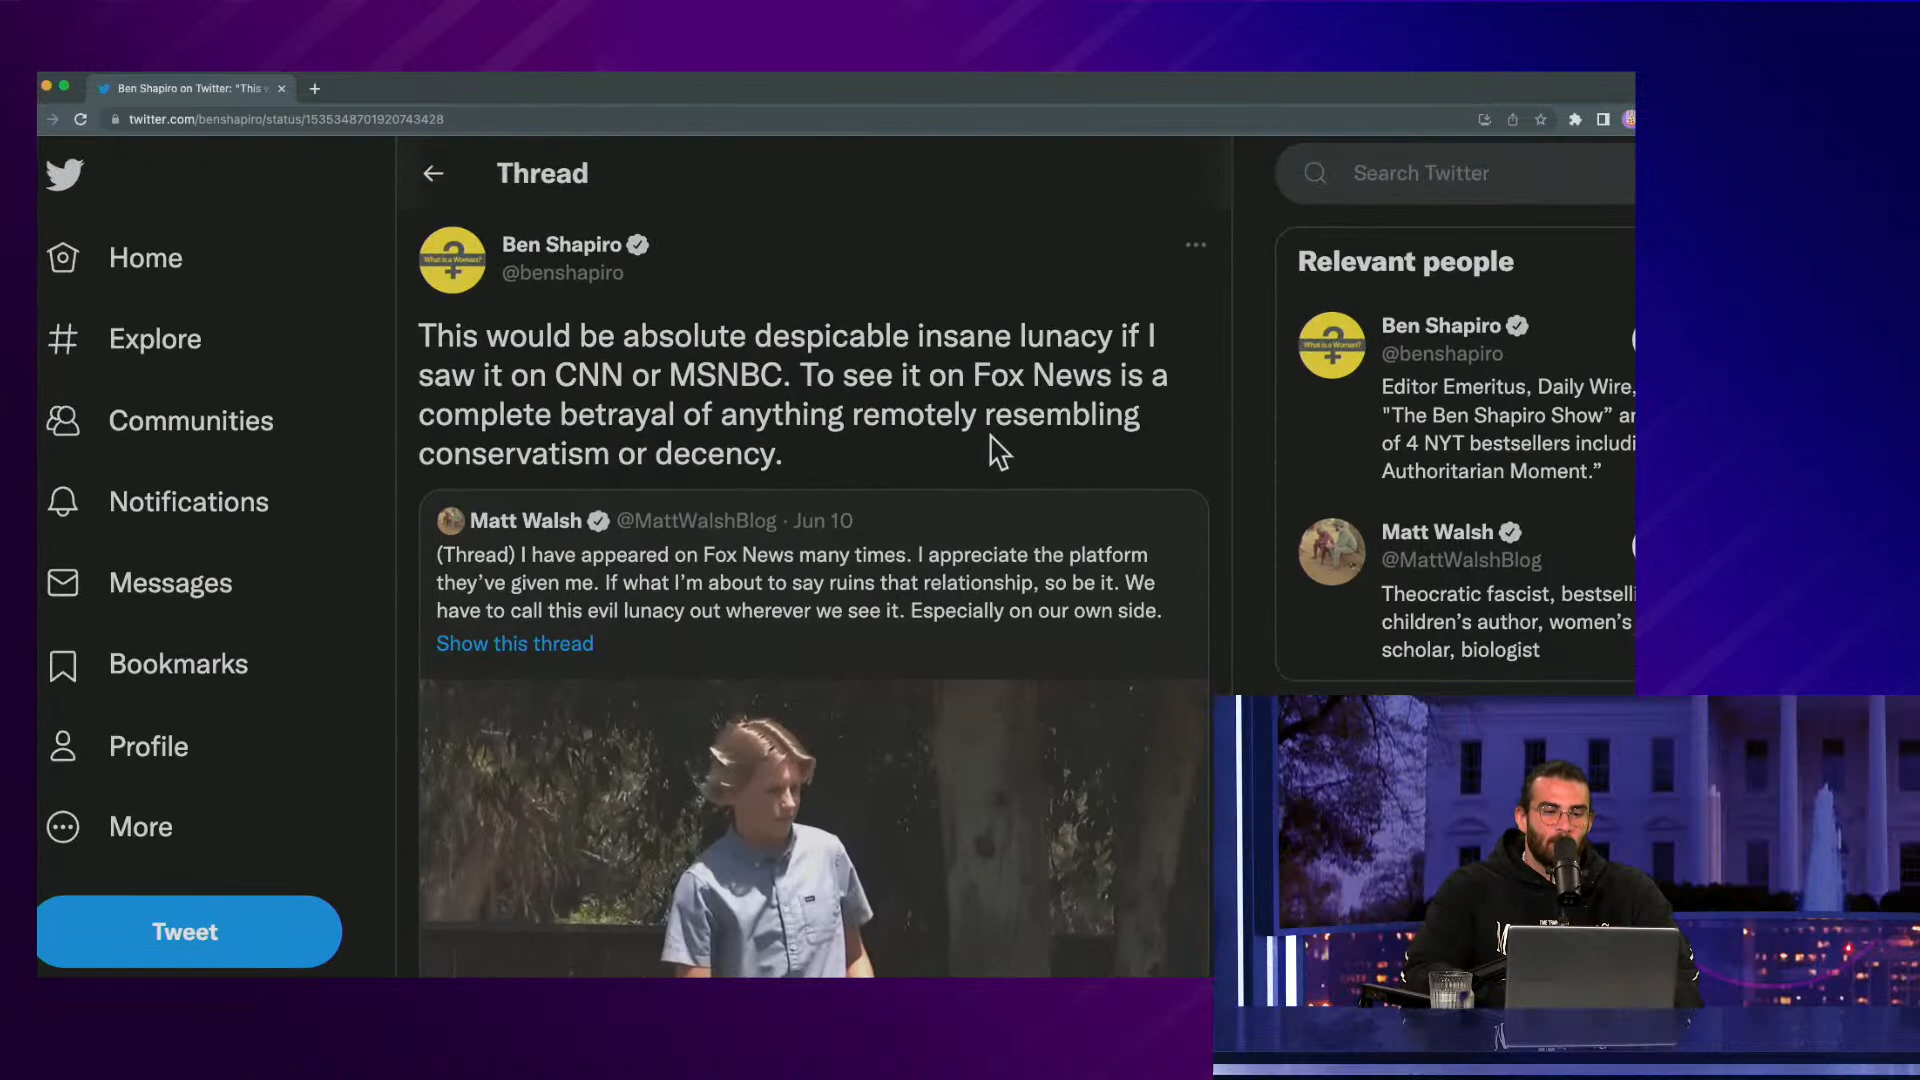 Ben Shapiro on Twitter: "This
twitter.com/benshapiro/status/1535348701920743428
Home
Explore
Communities
Notifications
Messages
Bookmarks
Profile
More
Tweet
Thread
Ben Shapiro
@benshapiro
This would be absolute despicable insane lunacy if I
saw it on CNN or MSNBC. To see it on Fox News is a
complete betrayal of anything remotely resembling
conservatism or decency.
Matt Walsh @MattWalshBlog · Jun 10
(Thread) I have appeared on Fox News many times. I appreciate the platform
they've given me. If what I'm about to say ruins that relationship, so be it. We
have to call this evil lunacy out wherever we see it. Especially on our own side.
Show this thread
Search Twitter
Relevant people
What is a Woman?
Ben Shapiro
@benshapiro
Editor Emeritus, Daily Wire,
"The Ben Shapiro Show" an
of 4 NYT bestsellers includi
Authoritarian Moment."
Matt Walsh
@MattWalshBlog
Theocratic fascist, bestselli
children's author, women's
scholar, biologist